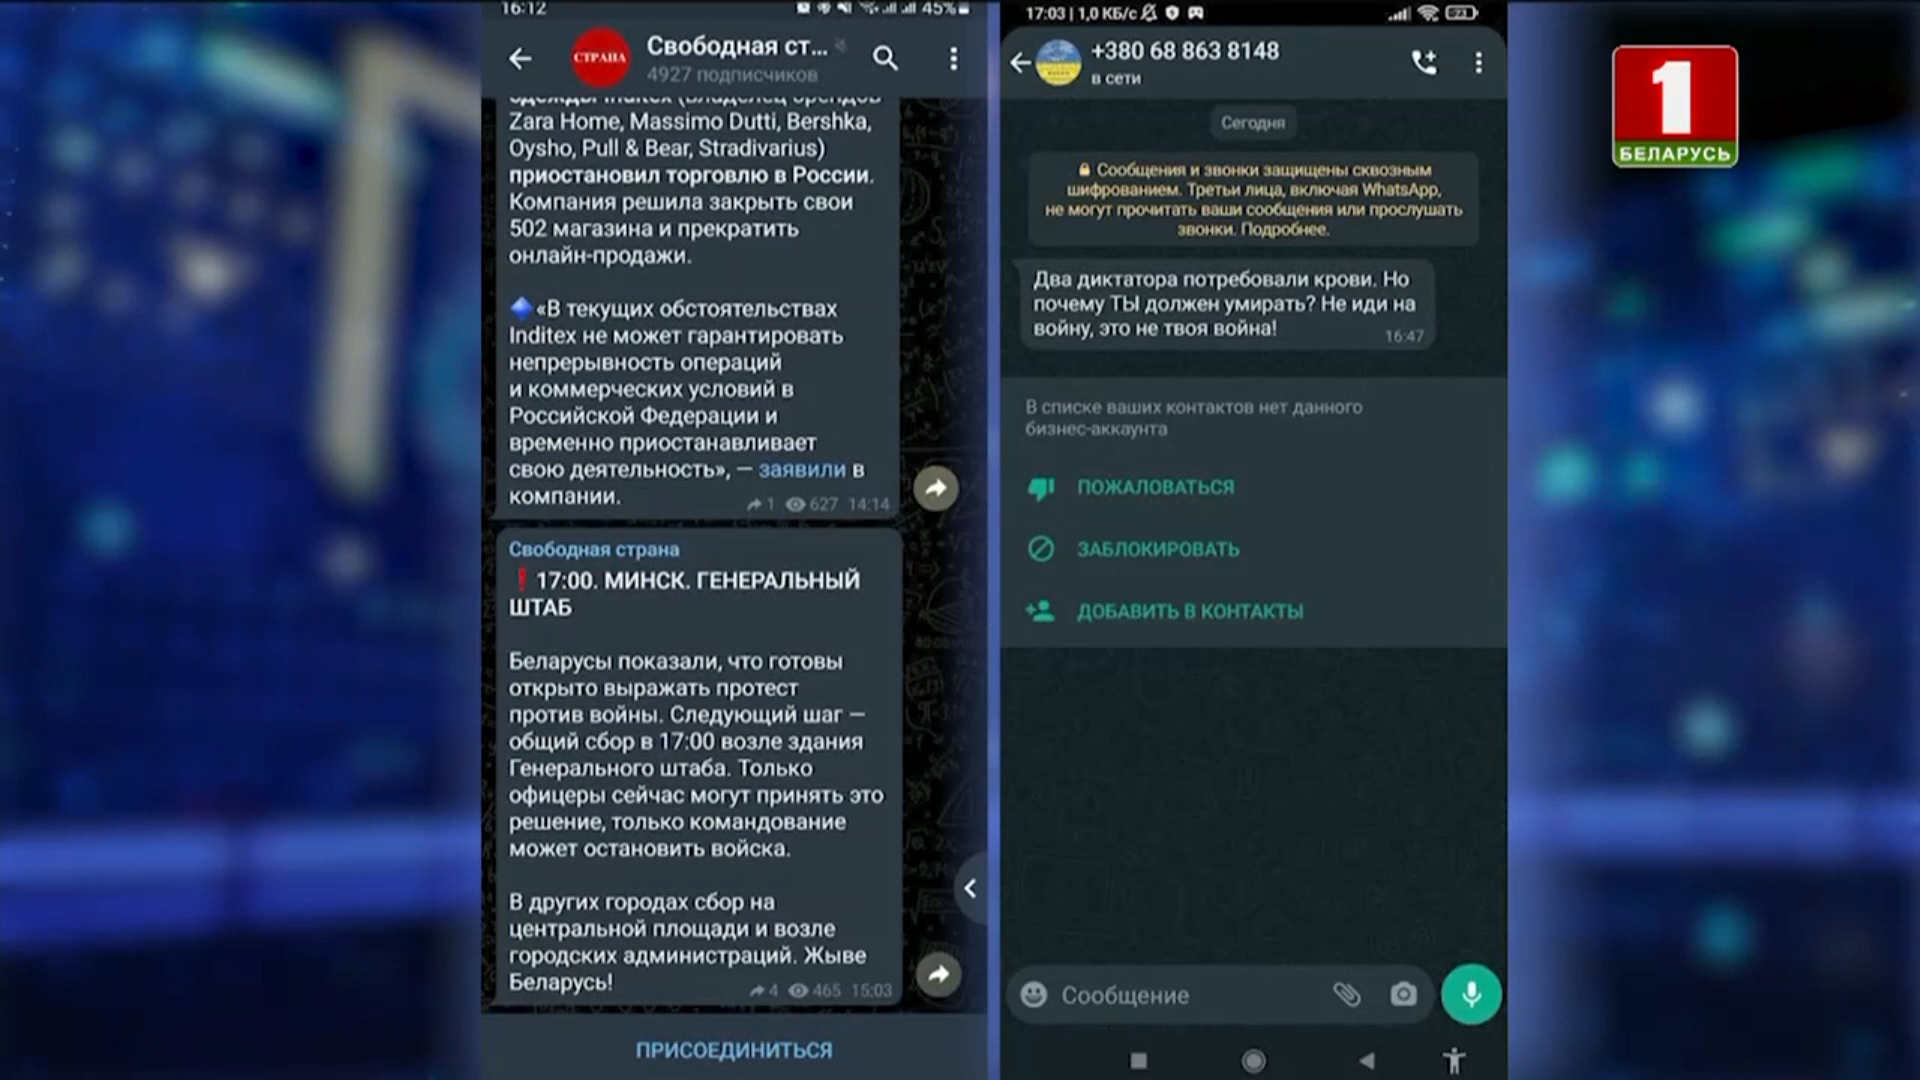 16:12
45%
СТРАНА
Свободная ст...
4927 подписчиков
одежды Inditex (владелец брендов
Zara Home, Massimo Dutti, Bershka,
Oysho, Pull & Bear, Stradivarius)
приостановил торговлю в России.
Компания решила закрыть свои
502 магазина и прекратить
онлайн-продажи.
«В текущих обстоятельствах
Inditex не может гарантировать
непрерывность операций
и коммерческих условий в
Российской Федерации и
временно приостанавливает
свою деятельность», — заявили в
компании.
1 627 14:14
Свободная страна
❗17:00. МИНСК. ГЕНЕРАЛЬНЫЙ
ШТАБ
Беларусы показали, что готовы
открыто выражать протест
против войны. Следующий шаг —
общий сбор в 17:00 возле здания
Генерального штаба. Только
офицеры сейчас могут принять это
решение, только командование
может остановить войска.
В других городах сбор на
центральной площади и возле
городских администраций. Жыве
Беларусь!
4 465 15:03
ПРИСОЕДИНИТЬСЯ
17:03 | 1,0 КБ/с
23
+380 68 863 8148
в сети
Сегодня
Сообщения и звонки защищены сквозным
шифрованием. Третьи лица, включая WhatsApp,
не могут прочитать ваши сообщения или прослушать
звонки. Подробнее.
Два диктатора потребовали крови. Но
почему ТЫ должен умирать? Не иди на
войну, это не твоя война!
16:47
В списке ваших контактов нет данного
бизнес-аккаунта
ПОЖАЛОВАТЬСЯ
ЗАБЛОКИРОВАТЬ
ДОБАВИТЬ В КОНТАКТЫ
Сообщение
1
БЕЛАРУСЬ